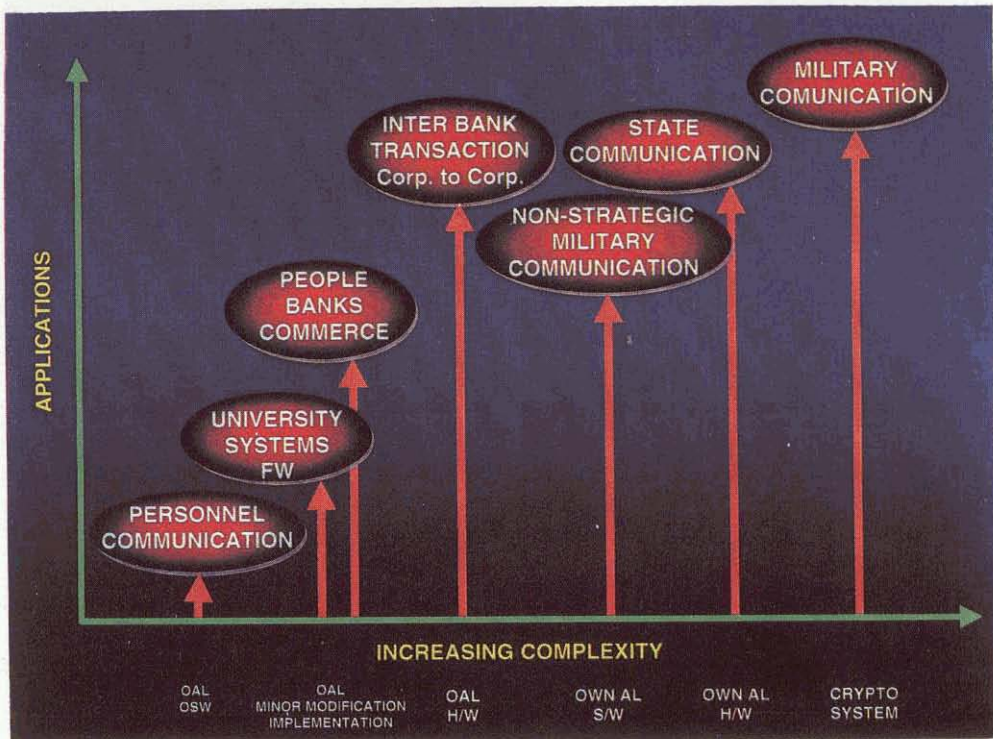 MILITARY
COMUNICATION
INTER BANK
TRANSACTION
Corp. to Corp.
STATE
COMMUNICATION
NON-STRATEGIC
MILITARY
COMMUNICATION
PEOPLE
BANKS
COMMERCE
UNIVERSITY
SYSTEMS
FW
PERSONNEL
COMMUNICATION
APPLICATIONS
INCREASING COMPLEXITY
OAL
OSW
OAL
MINOR MODIFICATION
IMPLEMENTATION
OAL
H/W
OWN AL
S/W
OWN AL
H/W
CRYPTO
SYSTEM